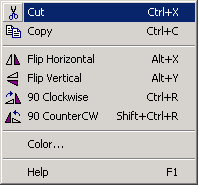 Cut Ctrl+X
Copy Ctrl+C
Flip Horizontal Alt+X
Flip Vertical Alt+Y
90 Clockwise Ctrl+R
90 CounterCW Shift+Ctrl+R
Color...
Help F1